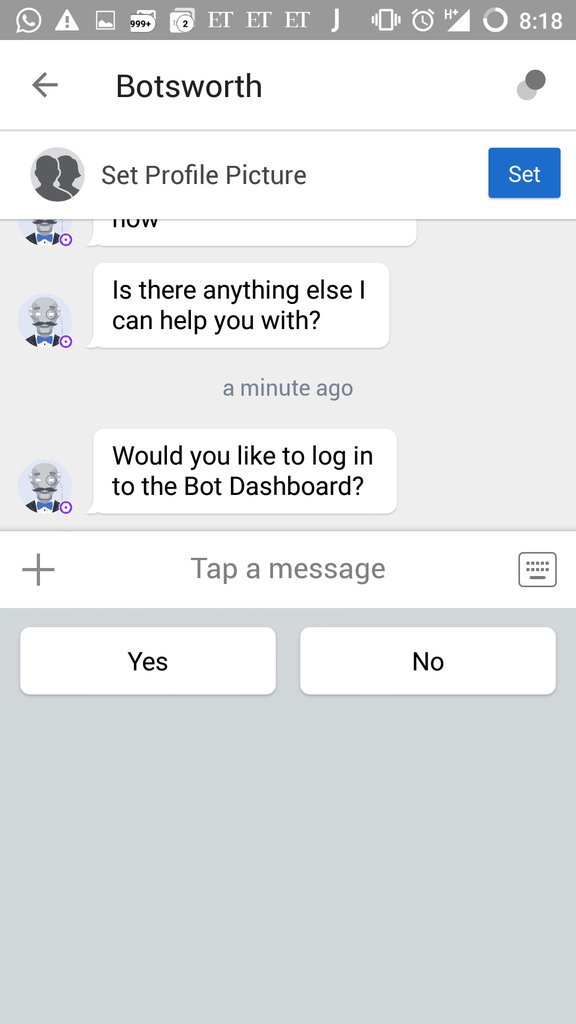 999+ 2 ET ET ET J H+ 8:18
Botsworth
Set Profile Picture
Set
now
Is there anything else I
can help you with?
a minute ago
Would you like to log in
to the Bot Dashboard?
Tap a message
Yes
No